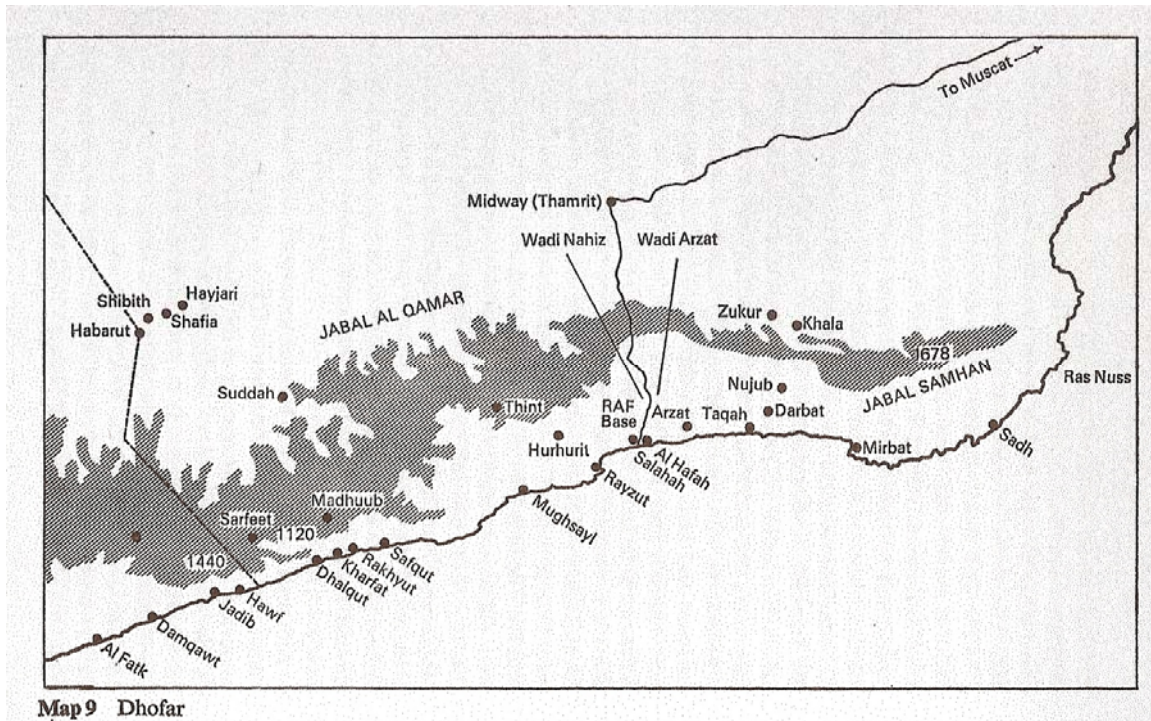 To Muscat
Midway (Thamrit)
Wadi Nahiz
Wadi Arzat
Hayjari
Shibith
Shafia
Habarut
JABAL AL QAMAR
Zukur
Khala
1678
JABAL SAMHAN
Ras Nuss
Suddah
Thint
Nujub
Darbat
RAF
Base
Arzat
Taqah
Hurhurit
Al Hafah
Salahah
Mirbat
Sadh
Rayzut
Mughsayl
Madhuub
Sarfeet
1120
1440
Safqut
Rakhyut
Kharfat
Dhalqut
Hawf
Jadib
Damqawt
Al Fatk
Map 9 Dhofar